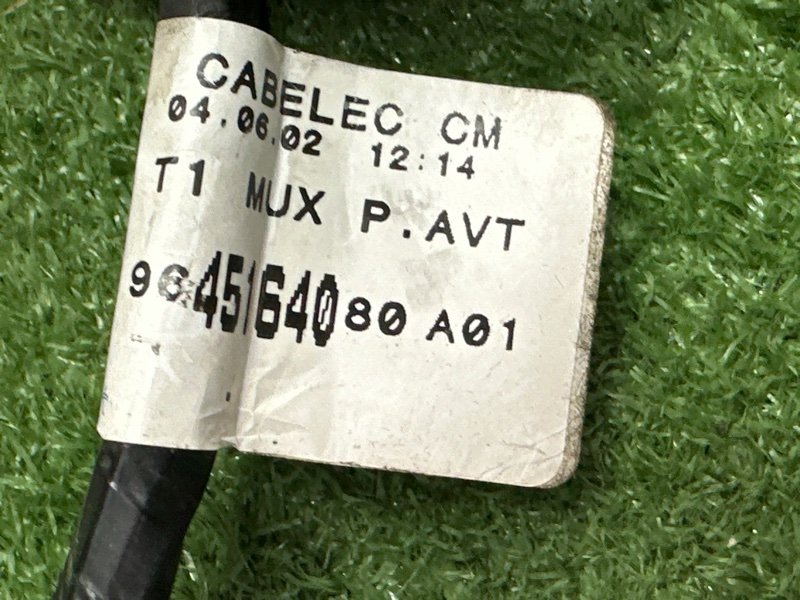 CABELEC CM
04.06.02 12:14
T1 MUX P.AVT
9645164080 A01